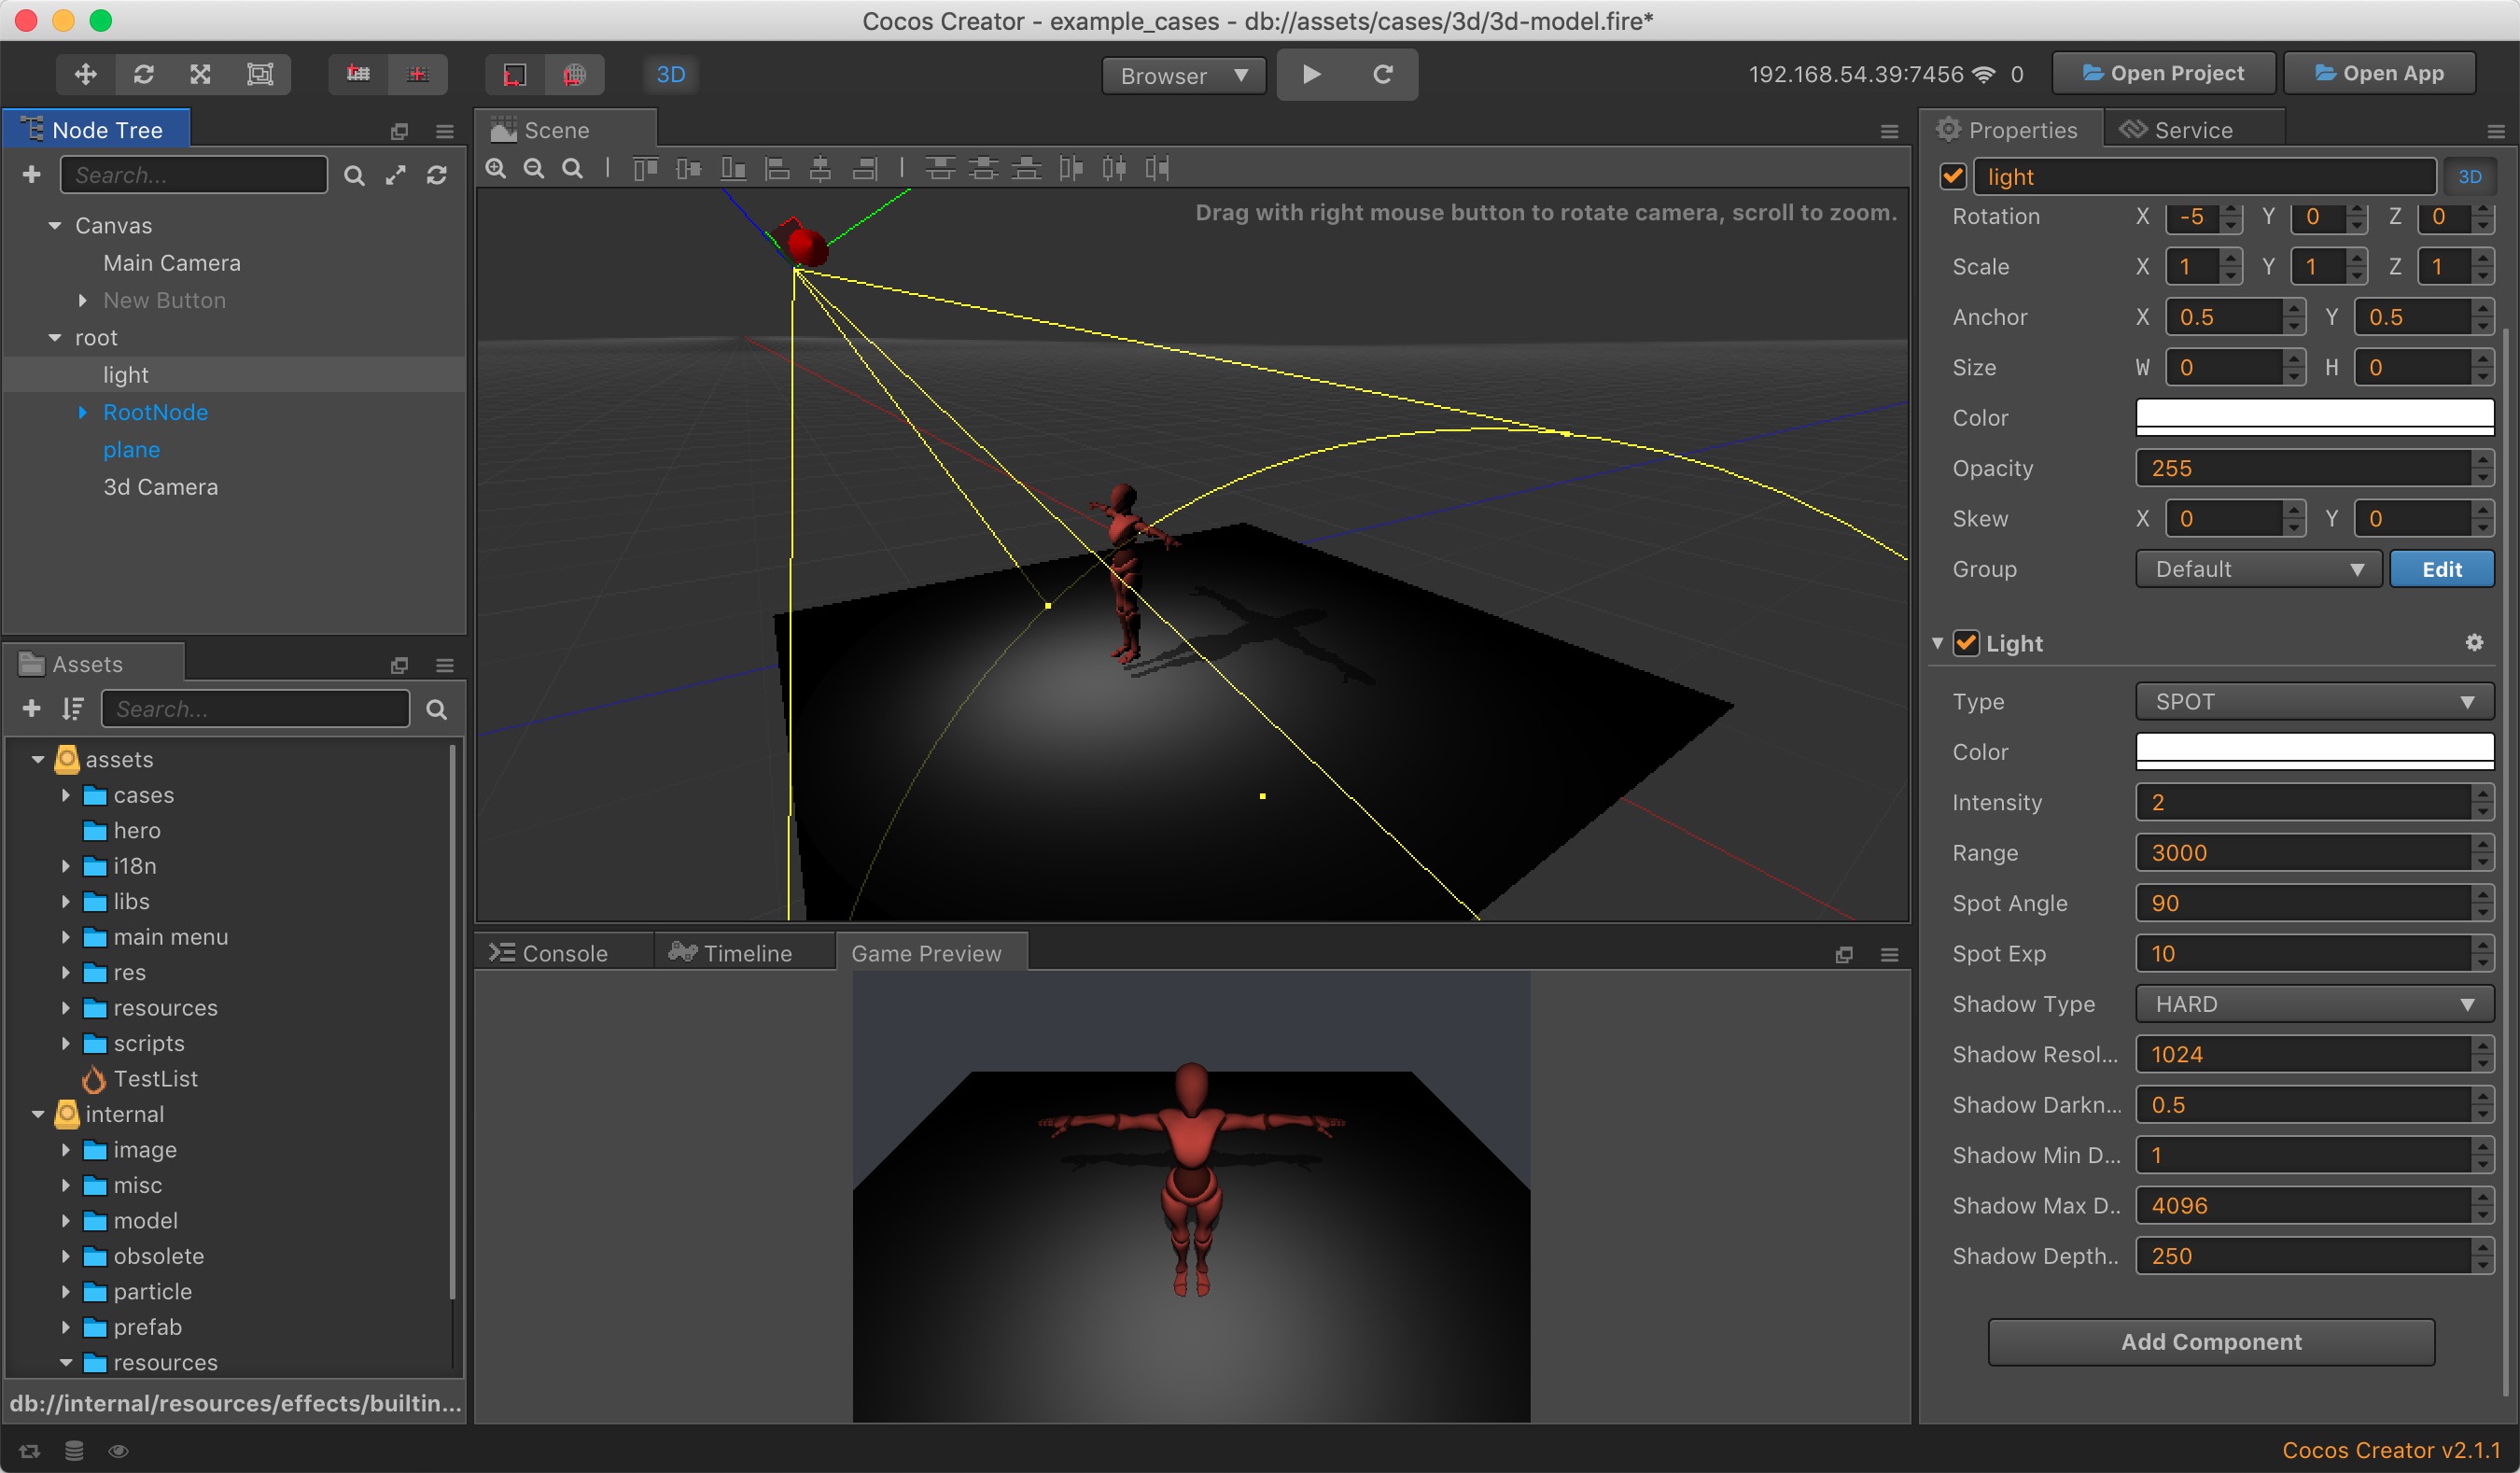 Cocos Creator - example_cases - db://assets/cases/3d/3d-model.fire*
3D
Browser
192.168.54.39:7456 0
Open Project
Open App
Node Tree
Search...
Canvas
Main Camera
New Button
root
light
RootNode
plane
3d Camera
Assets
Search...
assets
cases
hero
i18n
libs
main menu
res
resources
scripts
TestList
internal
image
misc
model
obsolete
particle
prefab
resources
db://internal/resources/effects/builtin...
Scene
Drag with right mouse button to rotate camera, scroll to zoom.
Console
Timeline
Game Preview
Properties
Service
light
3D
Rotation X -5 Y 0 Z 0
Scale X 1 Y 1 Z 1
Anchor X 0.5 Y 0.5
Size W 0 H 0
Color
Opacity 255
Skew X 0 Y 0
Group Default Edit
Light
Type SPOT
Color
Intensity 2
Range 3000
Spot Angle 90
Spot Exp 10
Shadow Type HARD
Shadow Resol... 1024
Shadow Darkn... 0.5
Shadow Min D... 1
Shadow Max D.. 4096
Shadow Depth.. 250
Add Component
Cocos Creator v2.1.1